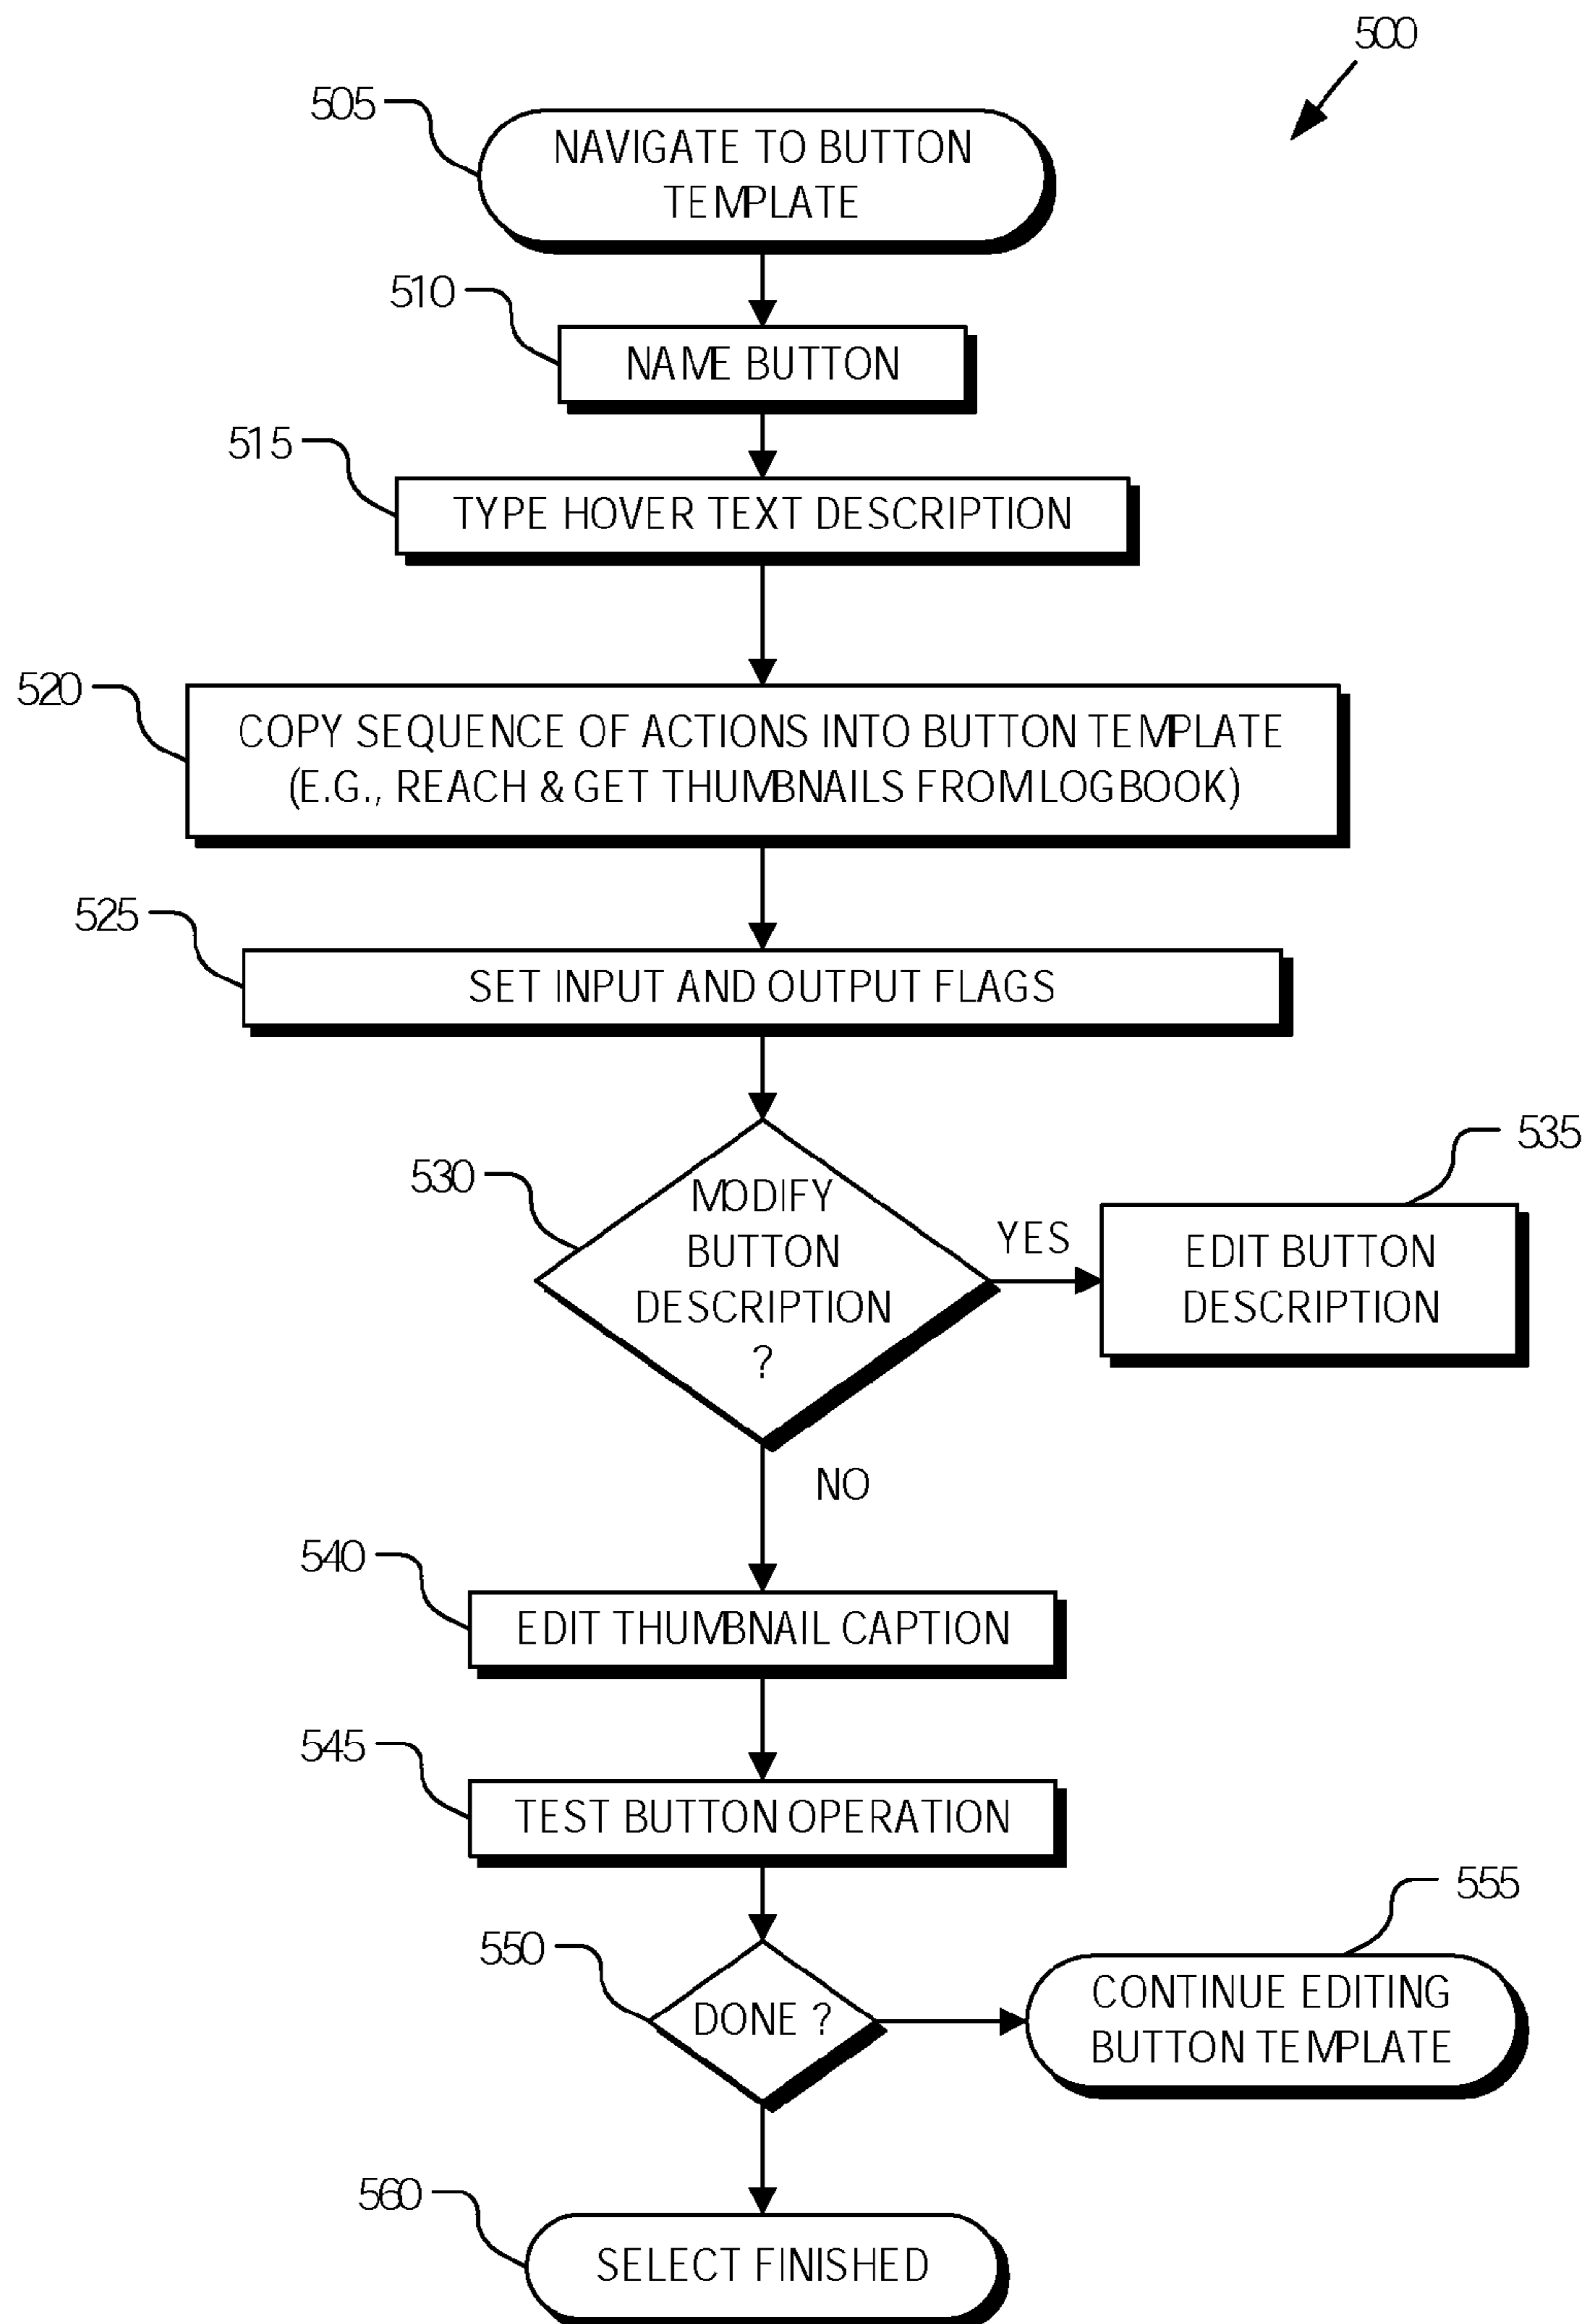 500
505
NAVIGATE TO BUTTON
TEMPLATE
510
NAME BUTTON
515
TYPE HOVER TEXT DESCRIPTION
520
COPY SEQUENCE OF ACTIONS INTO BUTTON TEMPLATE
(E.G., REACH & GET THUMBNAILS FROM LOGBOOK)
525
SET INPUT AND OUTPUT FLAGS
530
MODIFY
BUTTON
DESCRIPTION
?
YES
535
EDIT BUTTON
DESCRIPTION
NO
540
EDIT THUMBNAIL CAPTION
545
TEST BUTTON OPERATION
550
DONE ?
555
CONTINUE EDITING
BUTTON TEMPLATE
560
SELECT FINISHED